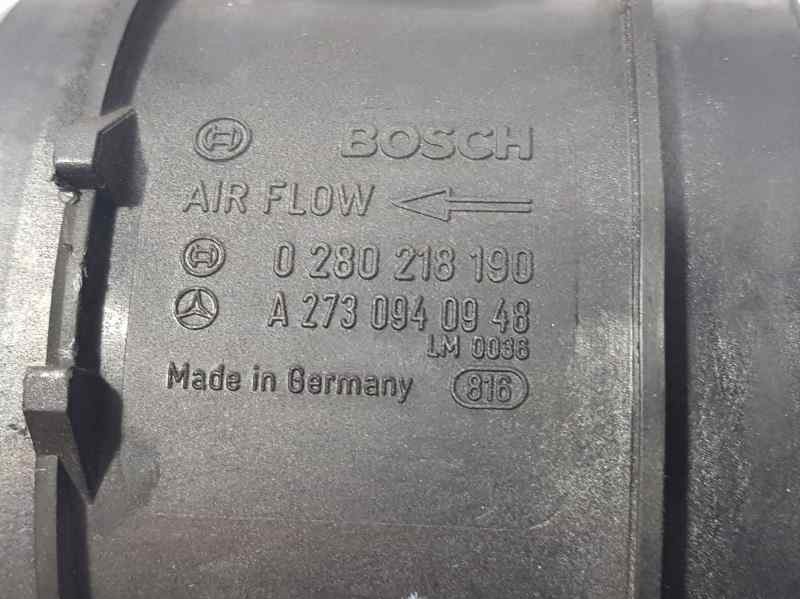 BOSCH
AIR FLOW
0 280 218 190
A 273 094 09 48
LM 0036
Made in Germany 816